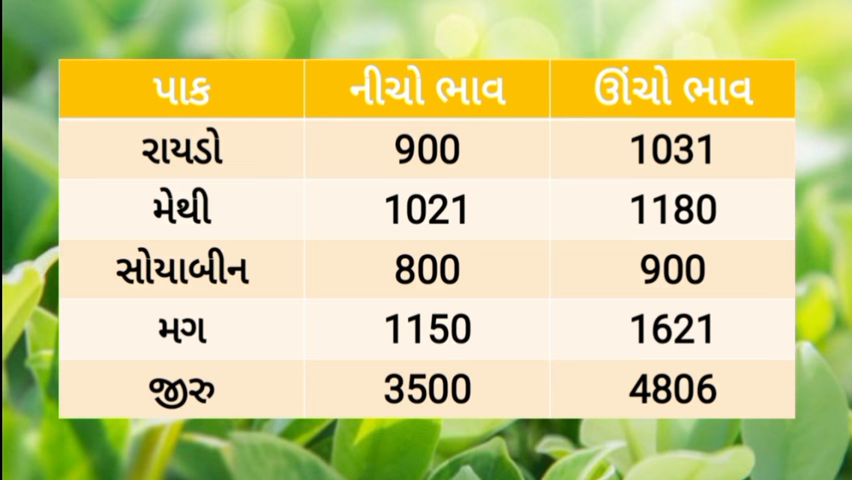 પાક નીચો ભાવ ઊંચો ભાવ
રાયડો 900 1031
મેથી 1021 1180
સોયાબીન 800 900
મગ 1150 1621
જીરુ 3500 4806